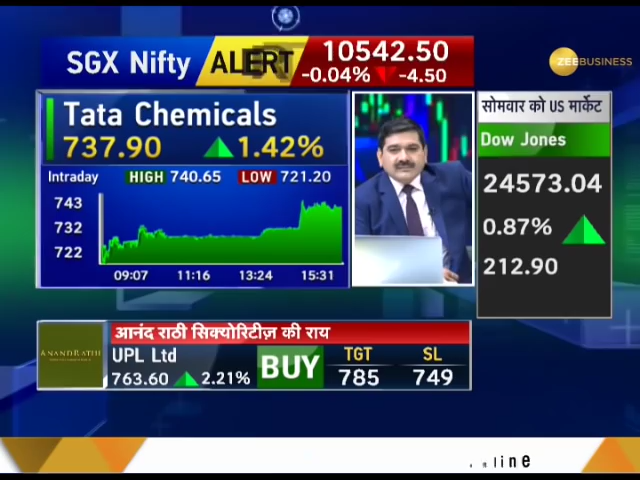 SGX Nifty
ALERT
10542.50
-0.04% -4.50
ZEE BUSINESS
Tata Chemicals
737.90 1.42%
Intraday HIGH 740.65 LOW 721.20
743
732
722
09:07 11:16 13:24 15:31
सोमवार को US मार्केट
Dow Jones
24573.04
0.87%
212.90
ANANDRATHI
आनंद राठी सिक्योरिटीज़ की राय
UPL Ltd
763.60 2.21%
BUY
TGT
785
SL
749